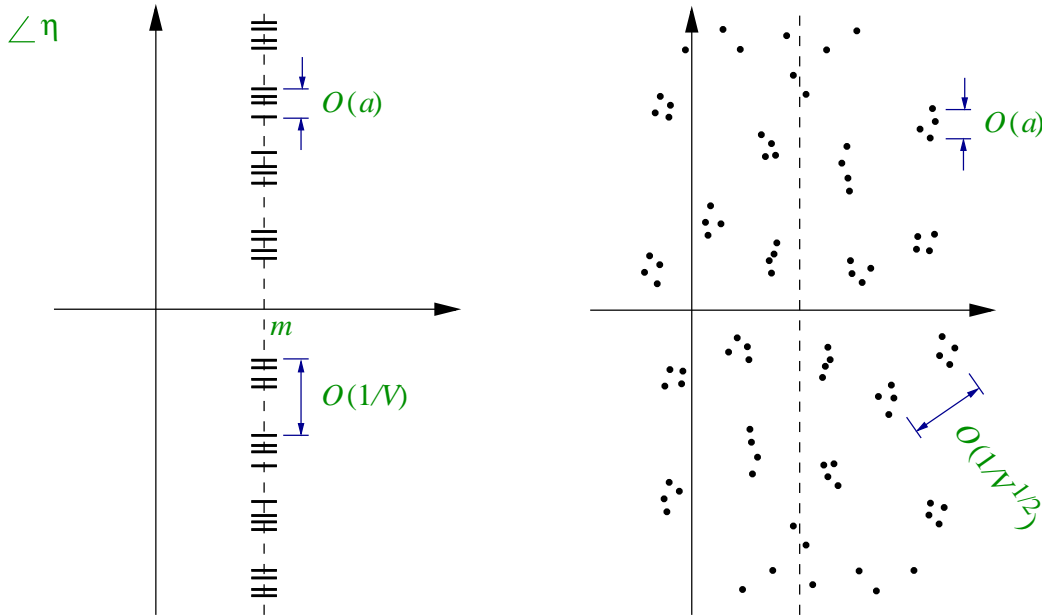 ∠ η
O(a)
m
O(1/V)
O(a)
O(1/V^{1/2})